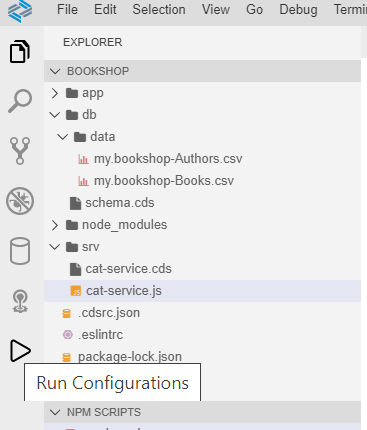 File Edit Selection View Go Debug
EXPLORER
BOOKSHOP
app
db
data
my.bookshop-Authors.csv
my.bookshop-Books.csv
schema.cds
node_modules
srv
cat-service.cds
JS cat-service.js
.cdsrc.json
.eslintrc
package-lock.json
Run Configurations
NPM SCRIPTS